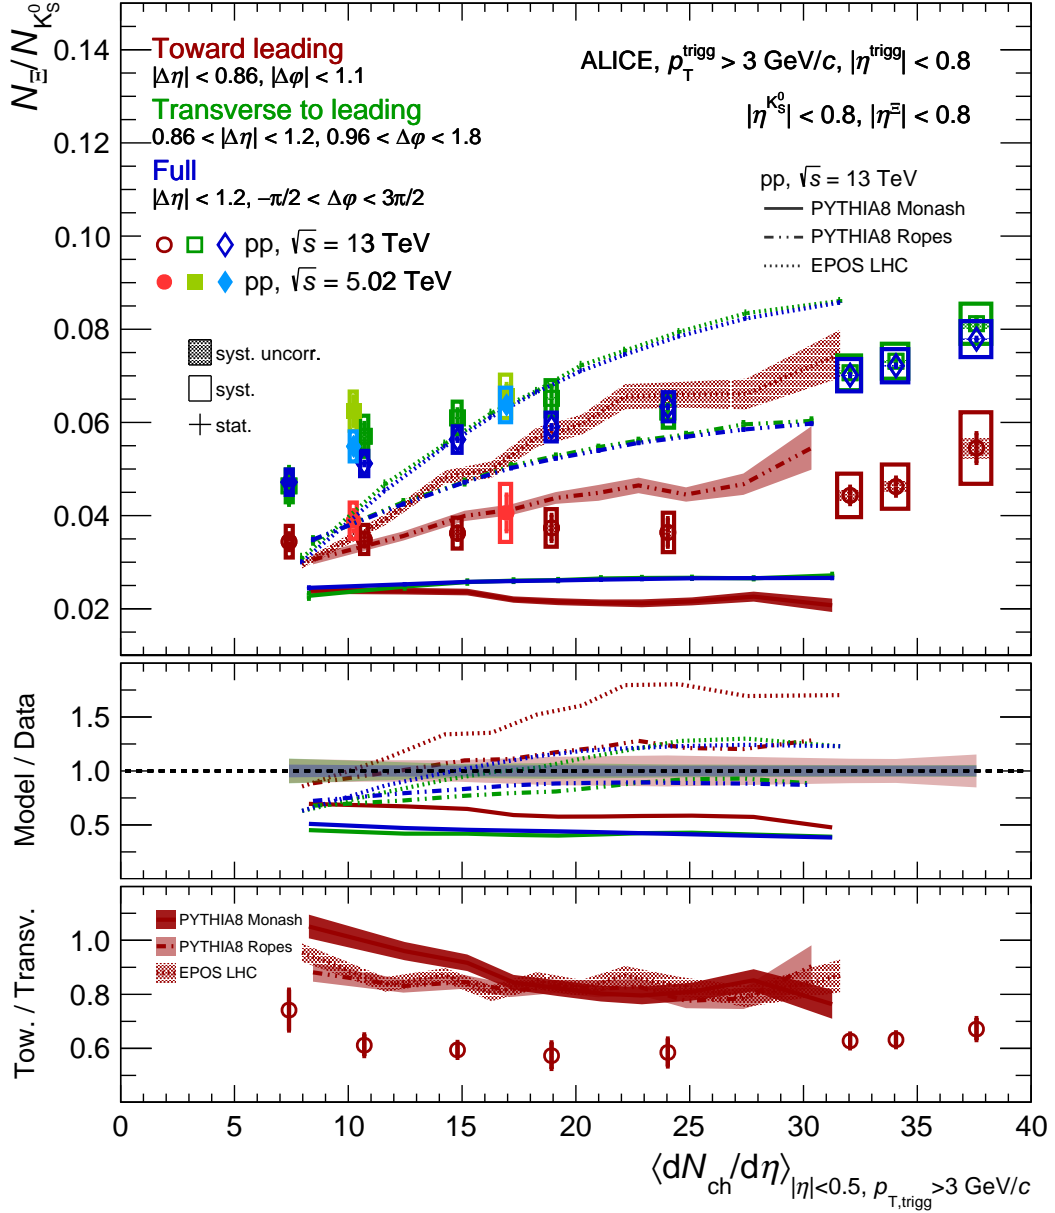 N_Ξ/N_{K_S^0}
0.14
0.12
0.10
0.08
0.06
0.04
0.02
Toward leading
|Δη| < 0.86, |Δφ| < 1.1
Transverse to leading
0.86 < |Δη| < 1.2, 0.96 < Δφ < 1.8
Full
|Δη| < 1.2, −π/2 < Δφ < 3π/2
pp, √s = 13 TeV
pp, √s = 5.02 TeV
syst. uncorr.
syst.
stat.
ALICE, p_T^trigg > 3 GeV/c, |η^trigg| < 0.8
|η^{K_S^0}| < 0.8, |η^Ξ| < 0.8
pp, √s = 13 TeV
PYTHIA8 Monash
PYTHIA8 Ropes
EPOS LHC
Model / Data
1.5
1.0
0.5
Tow. / Transv.
1.0
0.8
0.6
PYTHIA8 Monash
PYTHIA8 Ropes
EPOS LHC
0 5 10 15 20 25 30 35 40
⟨dN_ch/dη⟩_{|η|<0.5, p_{T,trigg}>3 GeV/c}